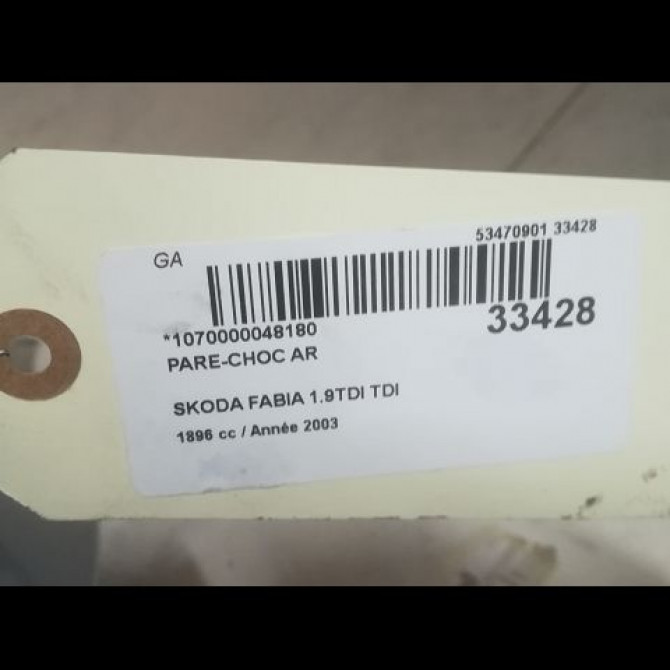 53470901 33428
GA
*1070000048180
33428
PARE-CHOC AR
SKODA FABIA 1.9TDI TDI
1896 cc / Année 2003